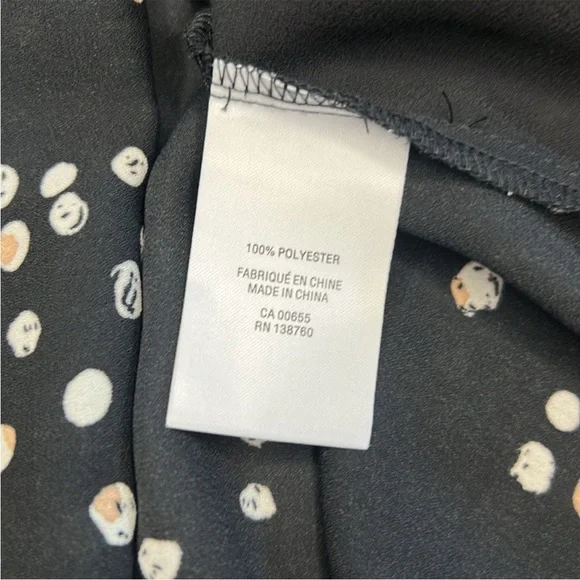 100% POLYESTER
FABRIQUÉ EN CHINE
MADE IN CHINA
CA 00655
RN 138760